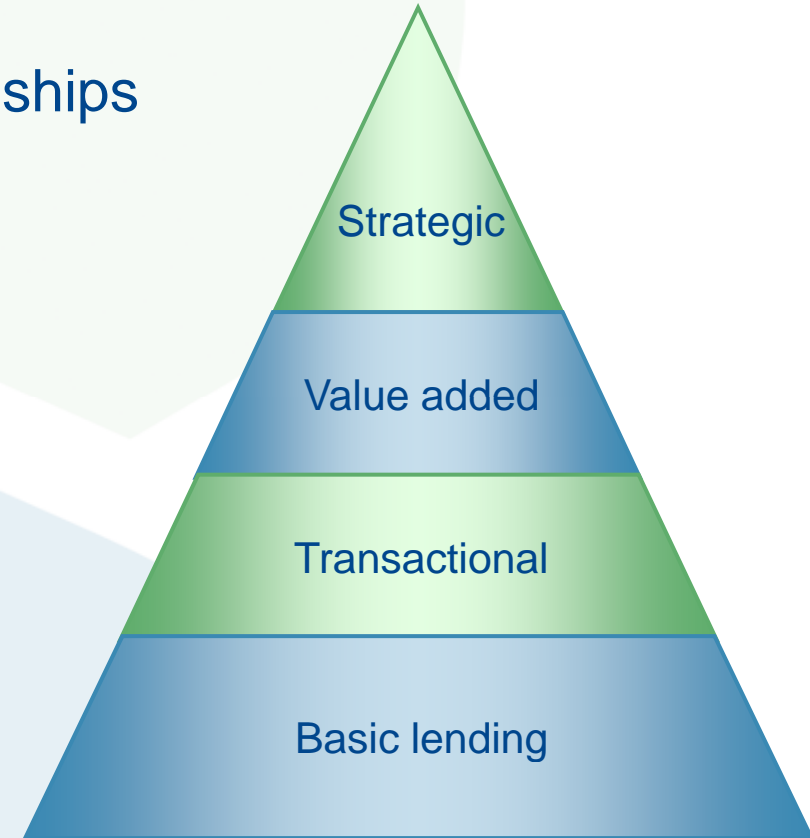 ships
Strategic
Value added
Transactional
Basic lending